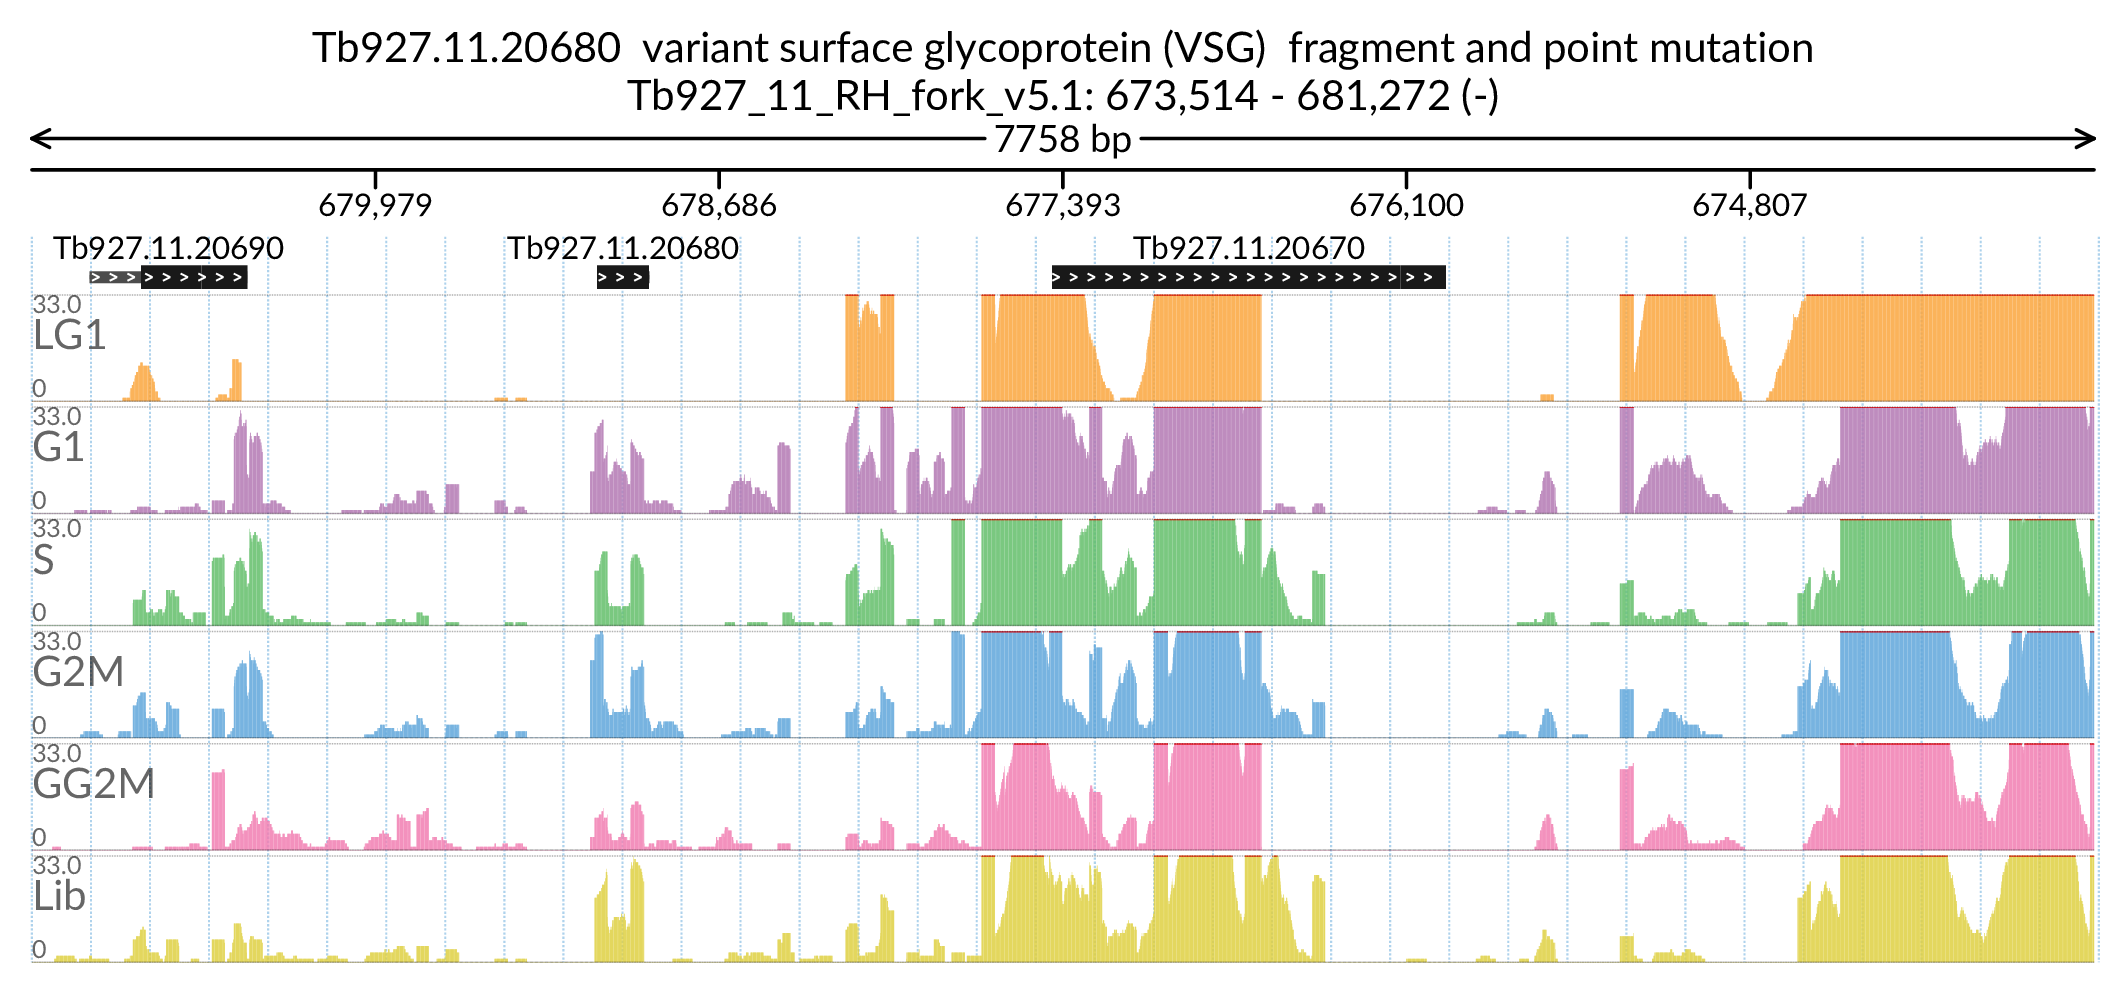 Tb927.11.20680 variant surface glycoprotein (VSG) fragment and point mutation
Tb927_11_RH_fork_v5.1: 673,514 - 681,272 (-)
7758 bp
679,979 678,686 677,393 676,100 674,807
Tb927.11.20690 Tb927.11.20680 Tb927.11.20670
33.0
LG1
0
33.0
G1
0
33.0
S
0
33.0
G2M
0
33.0
GG2M
0
33.0
Lib
0